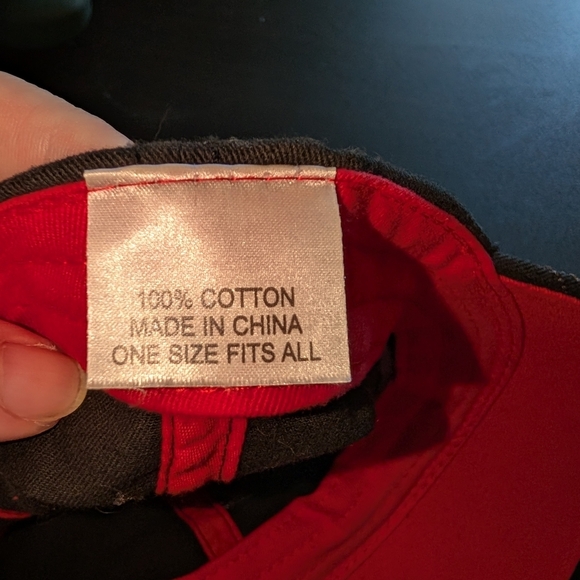 100% COTTON
MADE IN CHINA
ONE SIZE FITS ALL